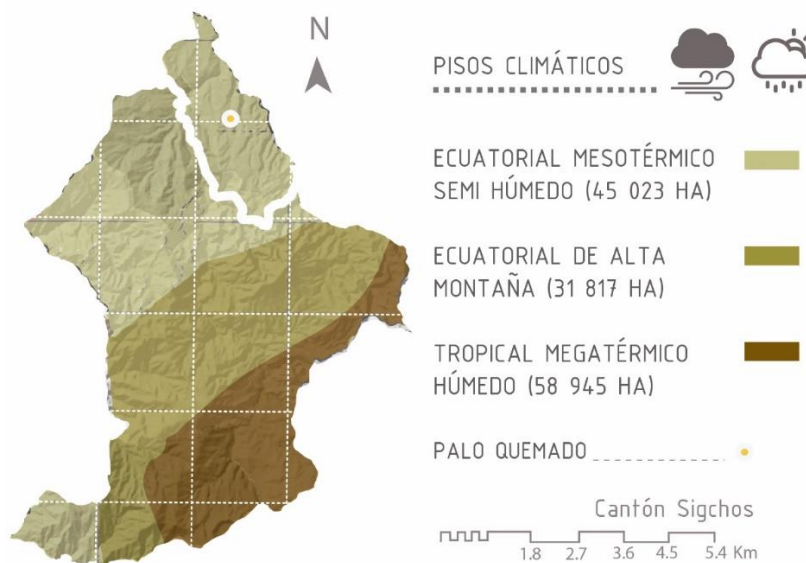 N
PISOS CLIMÁTICOS
ECUATORIAL MESOTÉRMICO
SEMI HÚMEDO (45 023 HA)
ECUATORIAL DE ALTA
MONTAÑA (31 817 HA)
TROPICAL MEGATÉRMICO
HÚMEDO (58 945 HA)
PALO QUEMADO
Cantón Sigchos
1.8 2.7 3.6 4.5 5.4 Km